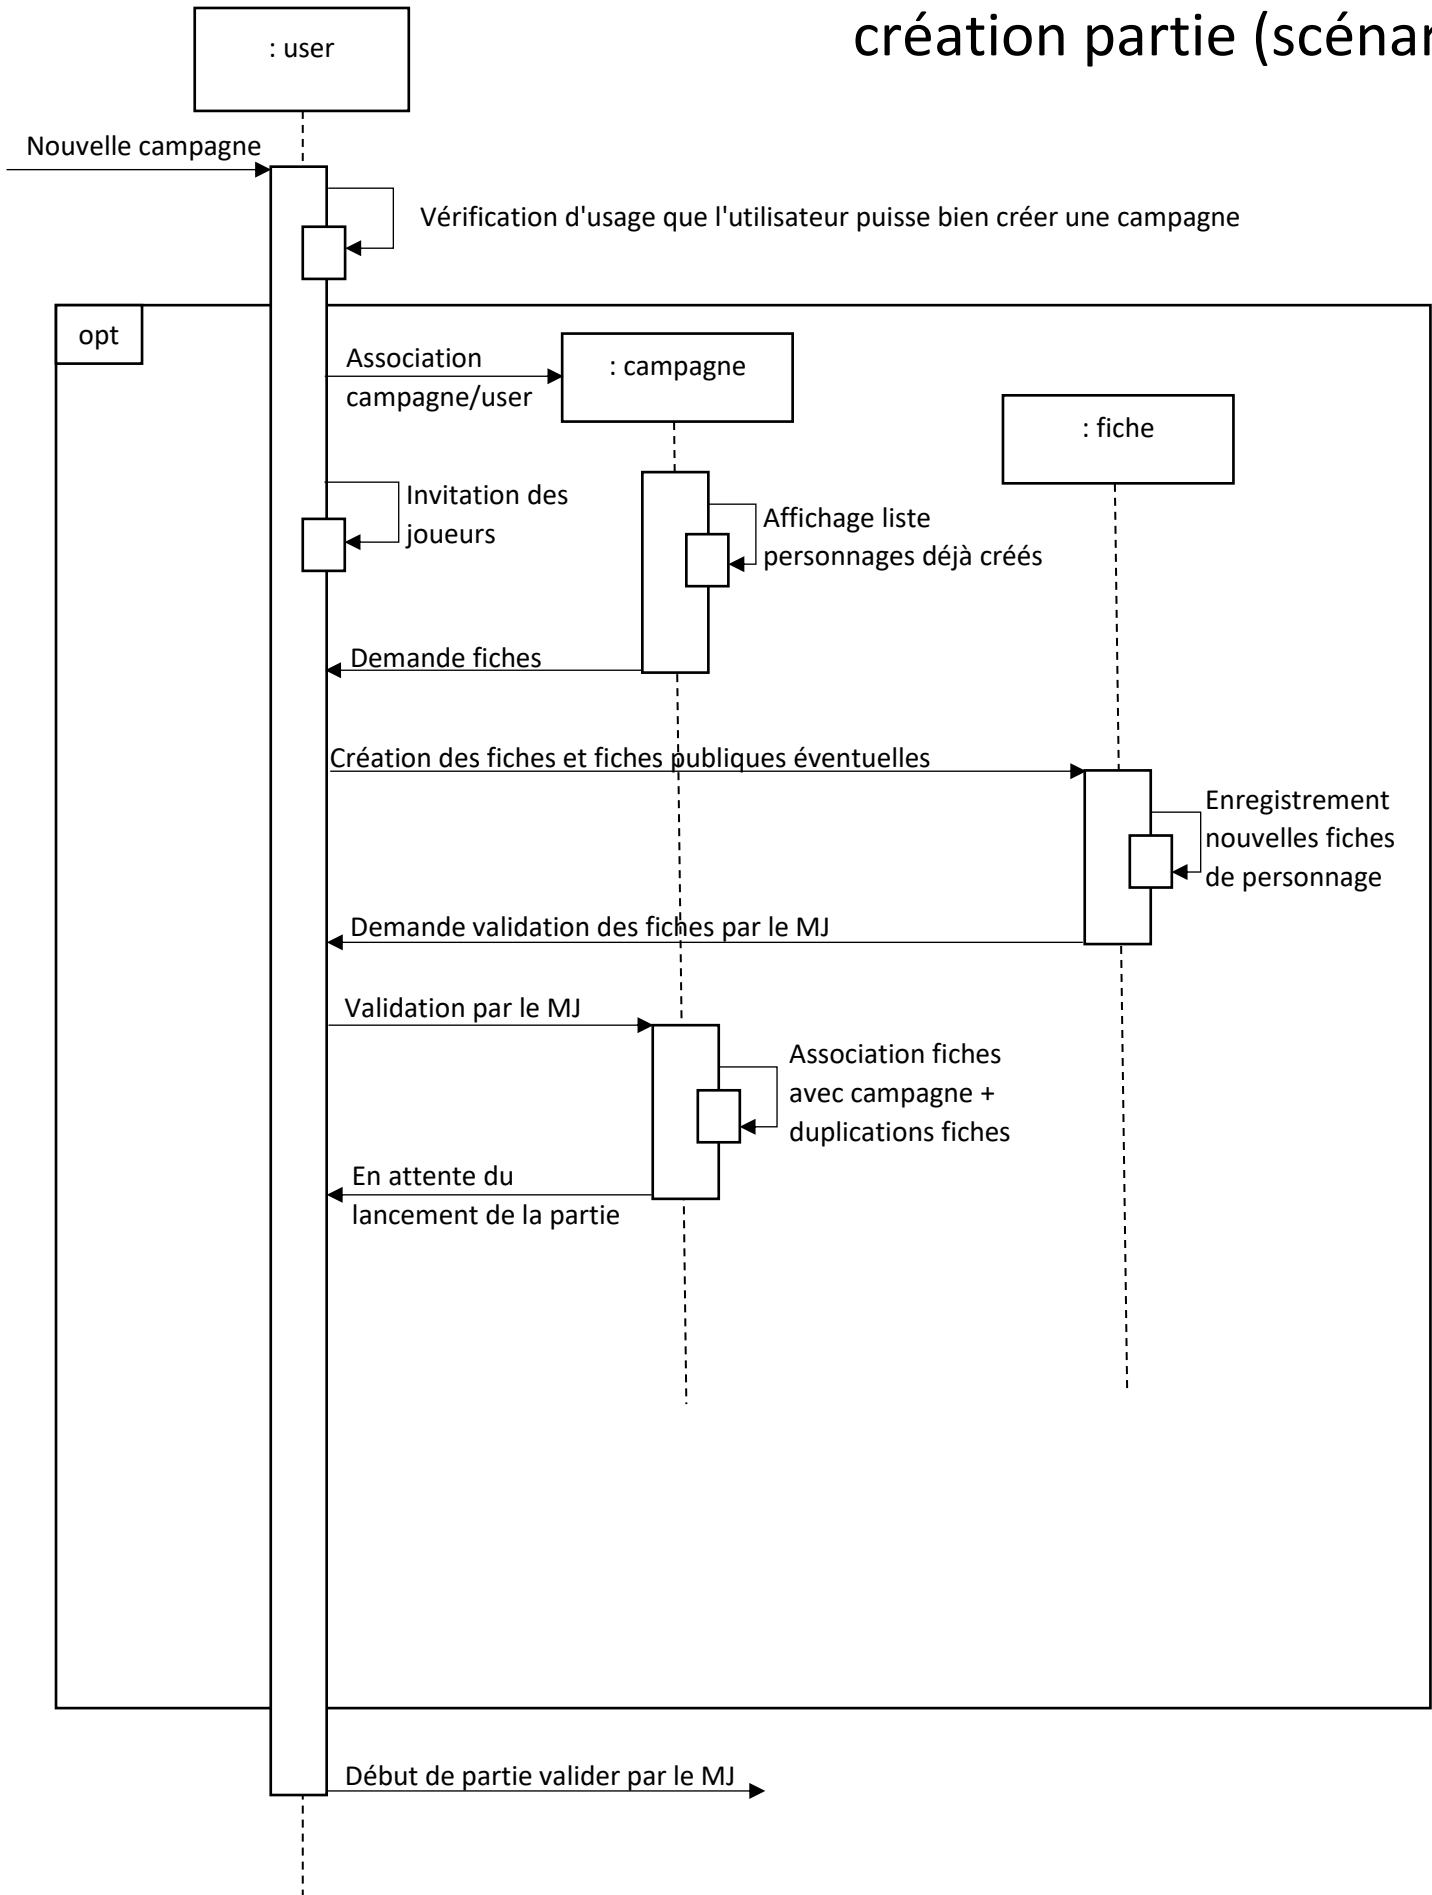 création partie (scénar
: user
Nouvelle campagne
Vérification d'usage que l'utilisateur puisse bien créer une campagne
opt
Association
campagne/user
: campagne
: fiche
Invitation des
joueurs
Affichage liste
personnages déjà créés
Demande fiches
Création des fiches et fiches publiques éventuelles
Enregistrement
nouvelles fiches
de personnage
Demande validation des fiches par le MJ
Validation par le MJ
Association fiches
avec campagne +
duplications fiches
En attente du
lancement de la partie
Début de partie valider par le MJ